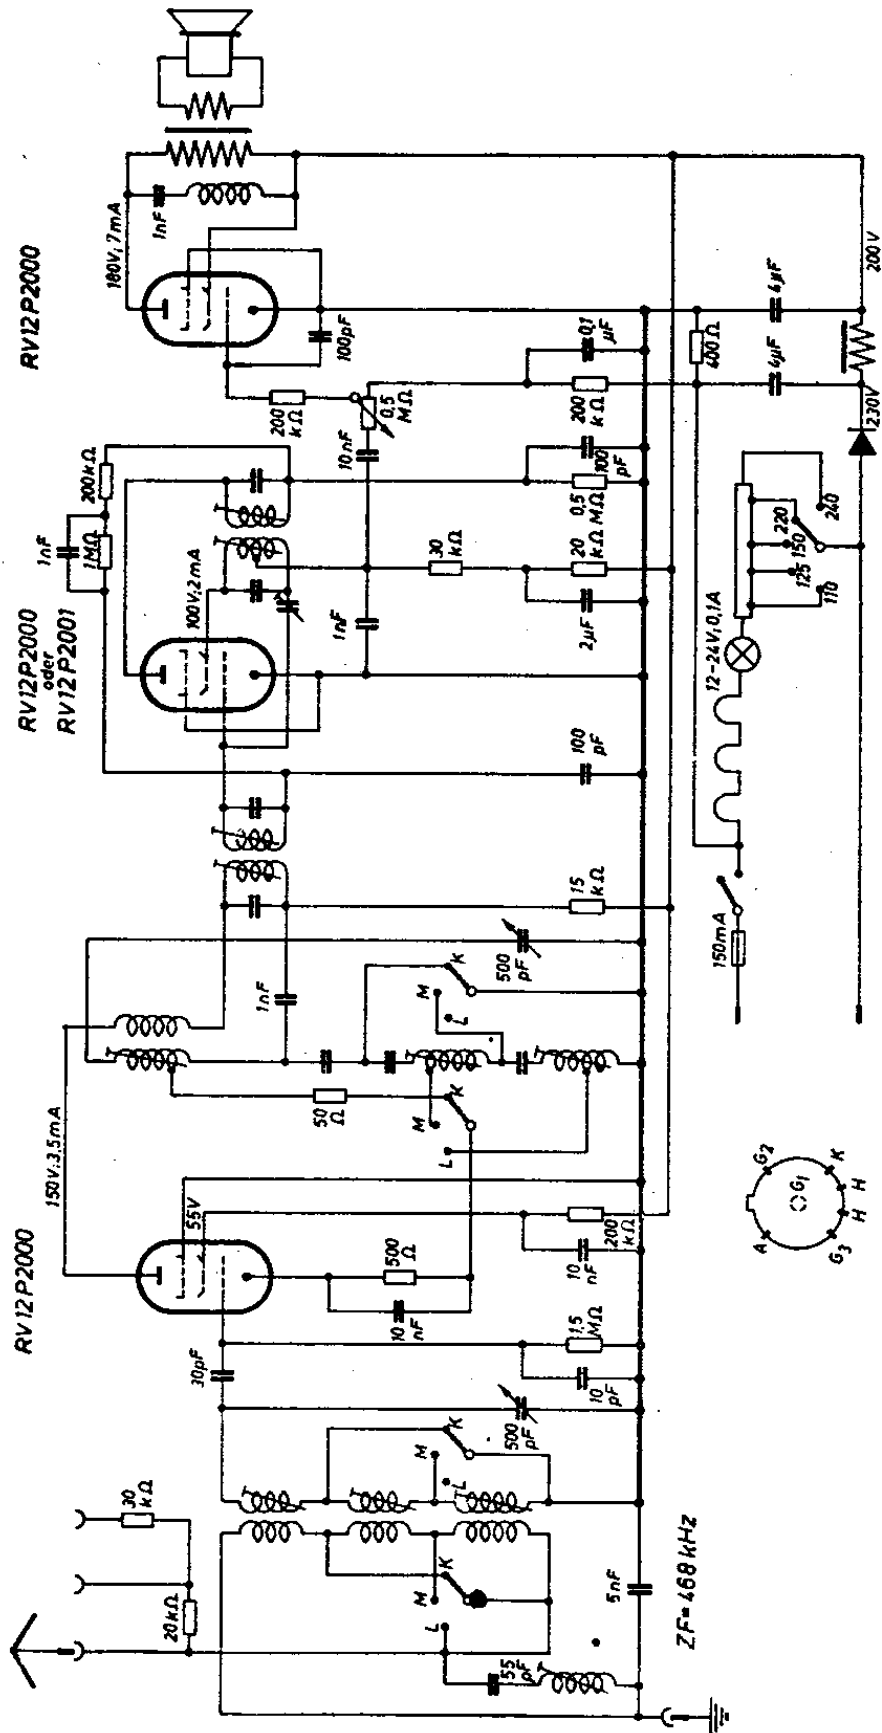 RV12P2000
RV12P2000
oder
RV12P2001
RV12P2000
30
kΩ
20kΩ
55
pF
L
M
K
5nF
ZF=468kHz
L
M
K
500
pF
30pF
10
pF
1,5
MΩ
150V;3,5mA
55V
10
nF
500
Ω
10
nF
200
kΩ
50
Ω
L
M
K
1nF
L
M
K
500
pF
15
kΩ
100
pF
1nF
1MΩ
200kΩ
100V;2mA
1nF
30
kΩ
2µF
20
kΩ
10nF
0,5
MΩ
100
pF
200
kΩ
0,5
MΩ
200
kΩ
0,1
µF
100pF
180V;7mA
1nF
150mA
12-24V;0,1A
110
125
150
220
240
400Ω
4µF
4µF
230V
200V
A
G2
G1
K
H
H
G3